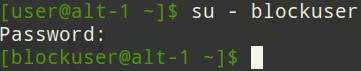 [user@alt-1 ~]$ su - blockuser
Password:
[blockuser@alt-1 ~]$